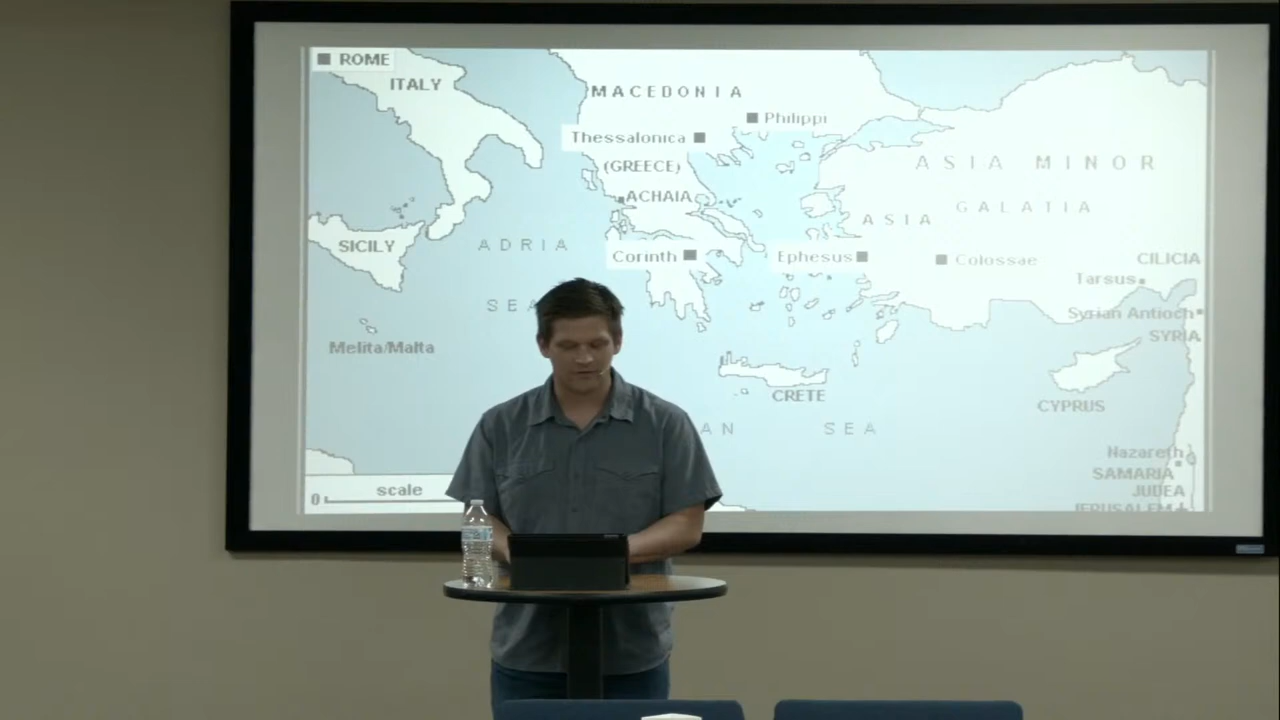 ROME
ITALY
MACEDONIA
Philippi
Thessalonica
(GREECE)
ASIA MINOR
ACHAIA
GALATIA
ASIA
SICILY
ADRIA
Corinth
Ephesus
Colossae
CILICIA
Tarsus
SEA
Syrian Antioch
SYRIA
Melita/Malta
CRETE
CYPRUS
AN SEA
Nazareth
SAMARIA
JUDEA
JERUSALEM
scale
0